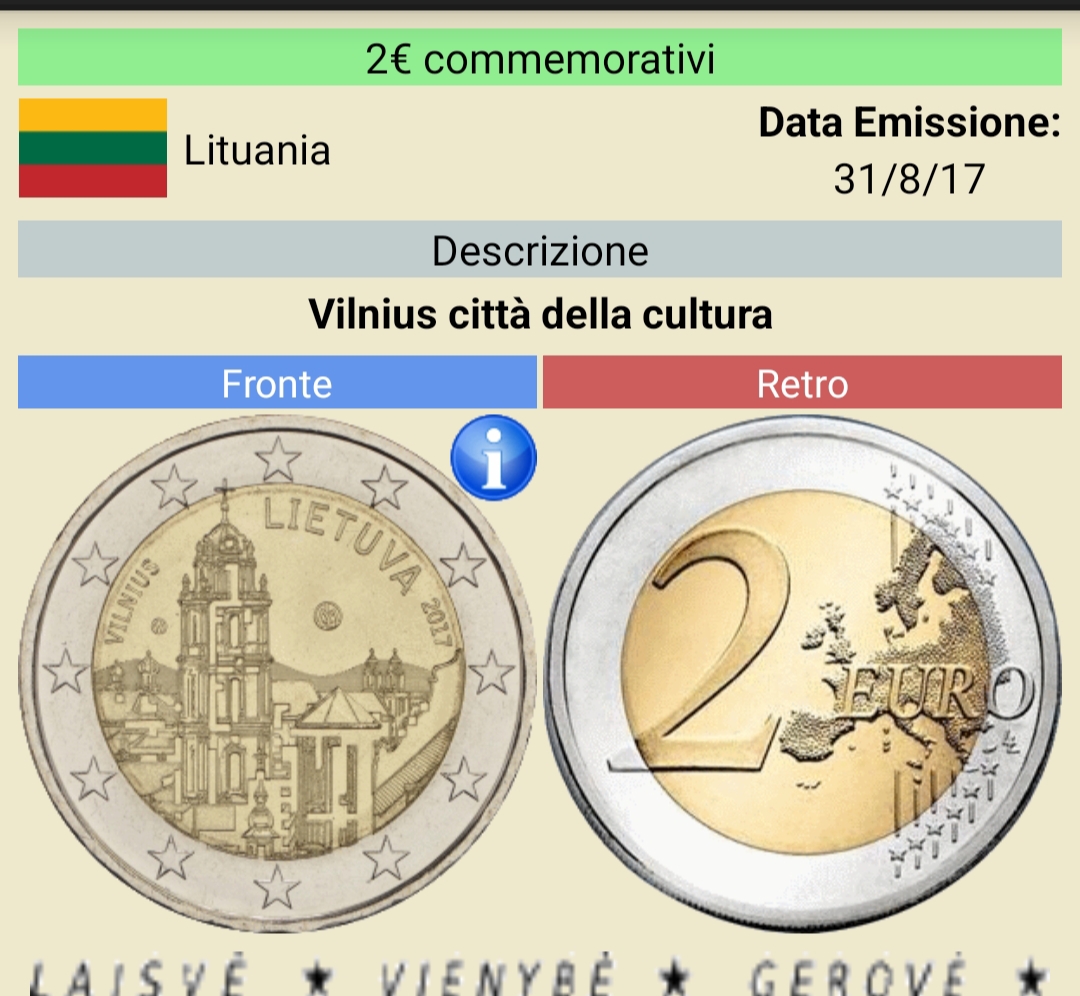 2€ commemorativi
Lituania
Data Emissione:
31/8/17
Descrizione
Vilnius città della cultura
Fronte
Retro
i
LIETUVA 2017
VILNIUS
2 EURO
LAISVĖ ★ VIENYBĖ ★ GEROVĖ ★